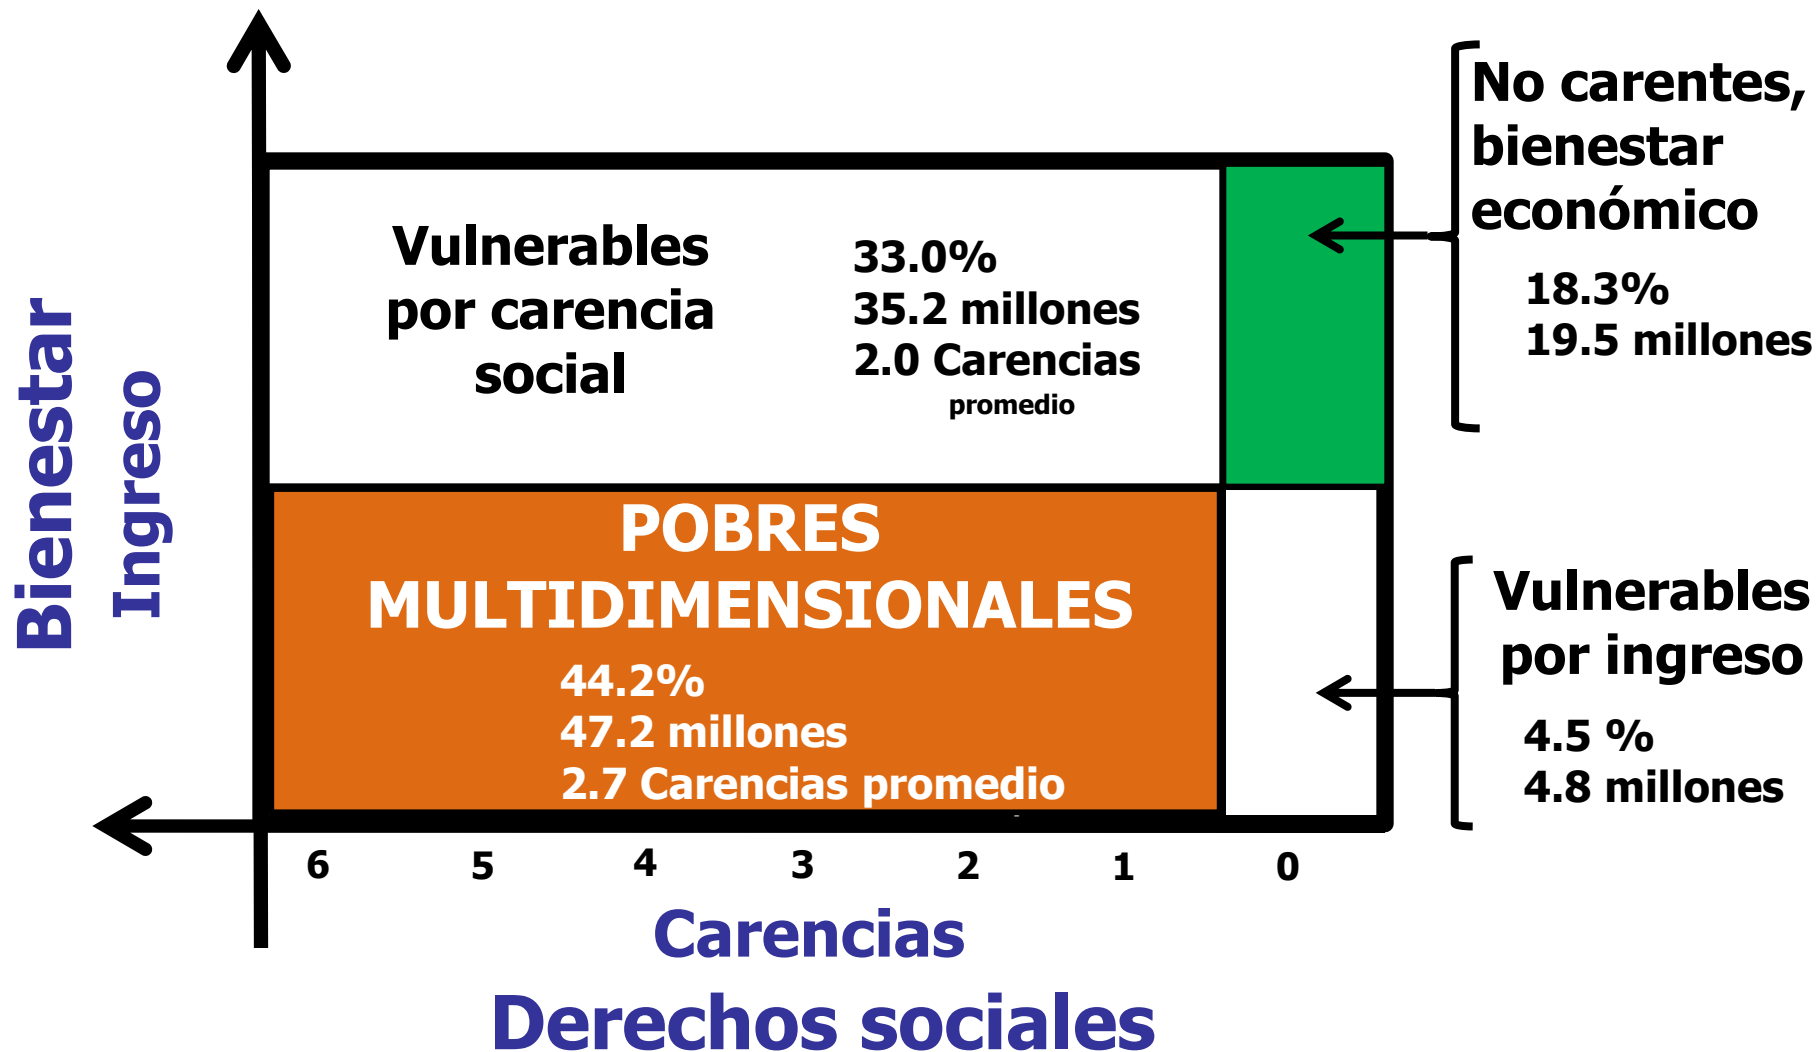 Bienestar
Ingreso
Vulnerables
por carencia
social
33.0%
35.2 millones
2.0 Carencias
promedio
No carentes,
bienestar
económico
18.3%
19.5 millones
POBRES
MULTIDIMENSIONALES
44.2%
47.2 millones
2.7 Carencias promedio
Vulnerables
por ingreso
4.5 %
4.8 millones
6 5 4 3 2 1 0
Carencias
Derechos sociales